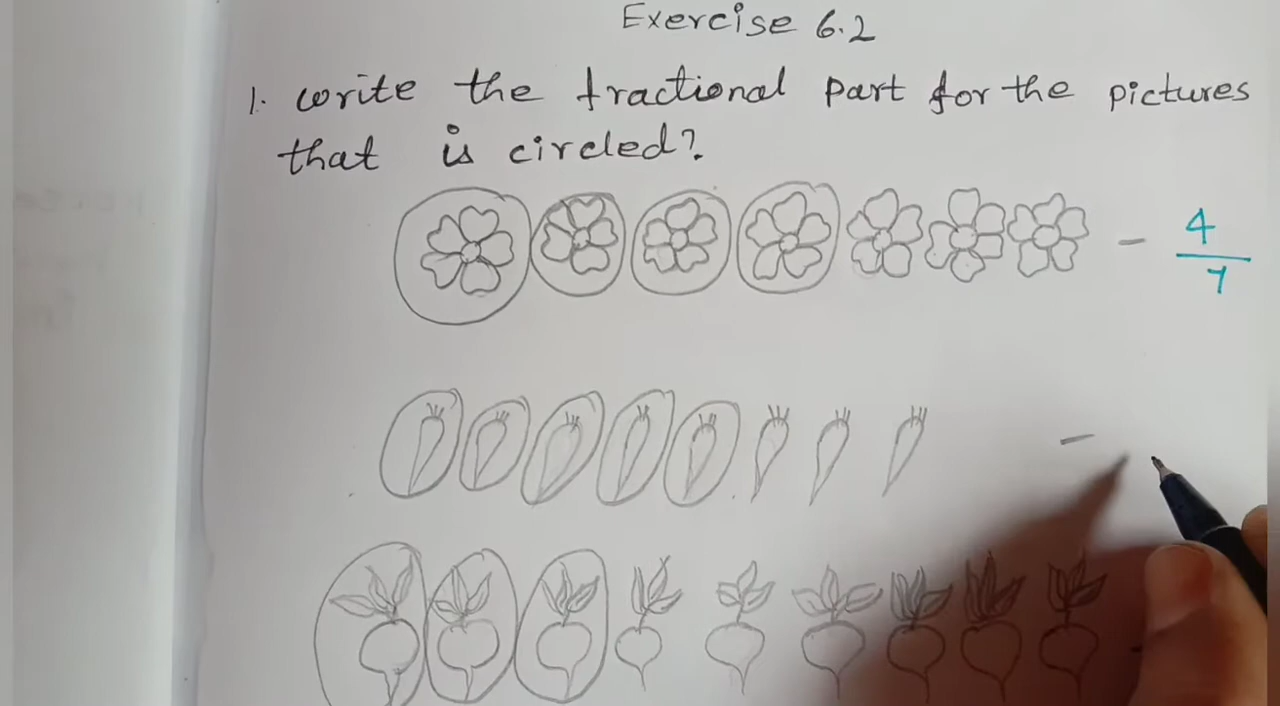 Exercise 6.2
1. write the fractional part for the pictures
that is circled?
- 4/7
-